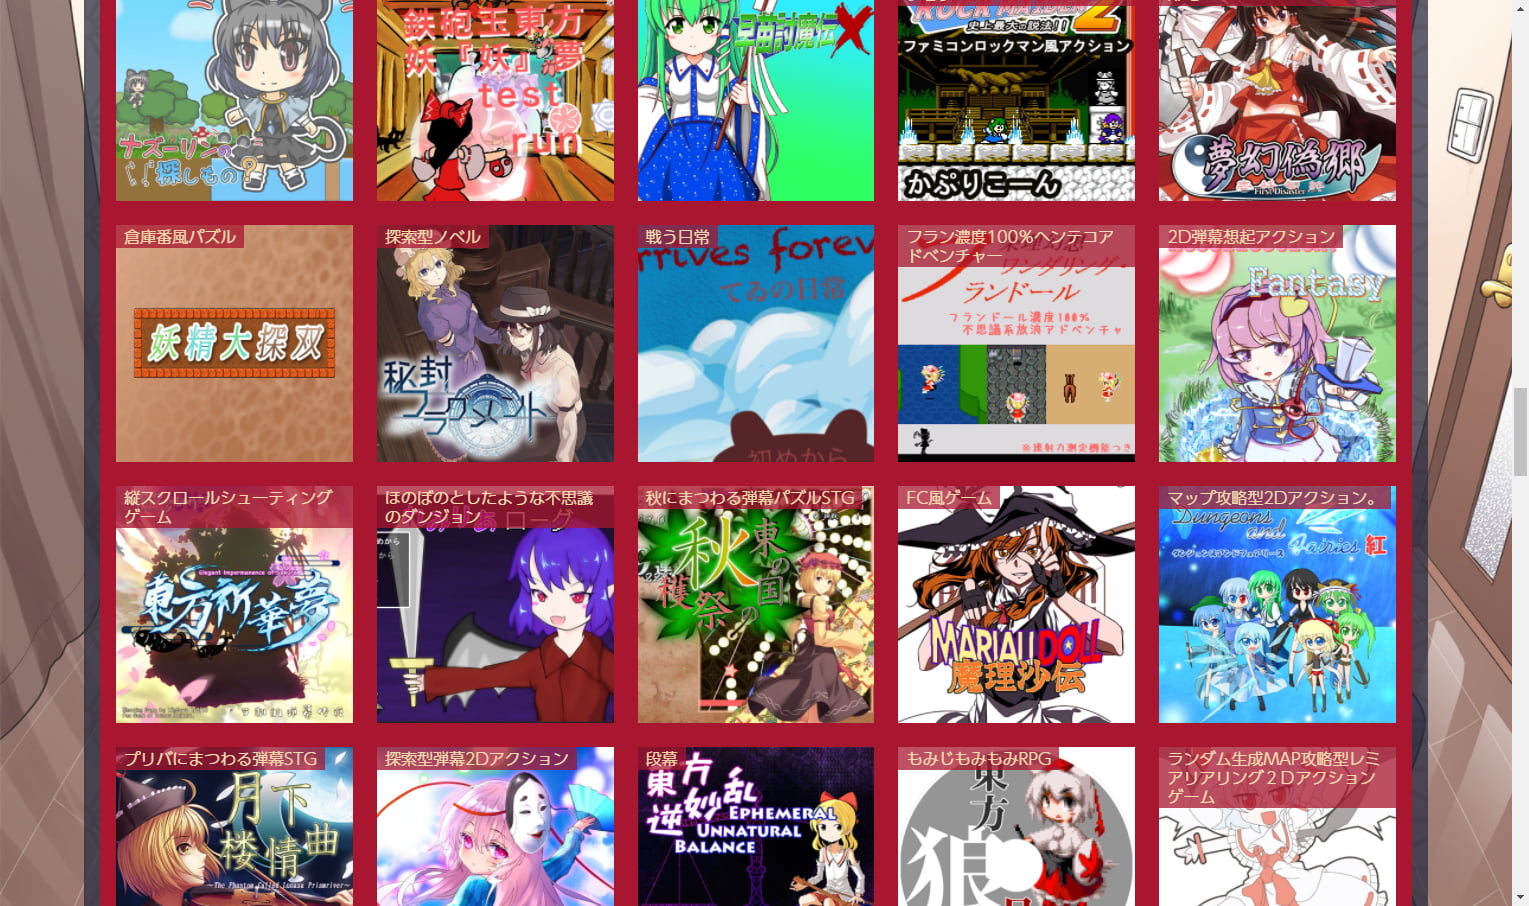 ナズーリンの
探しもの?
鉄砲玉東方
妖『妖』夢
test
run
早苗討魔伝X
ROCK MAIDEN 2
史上最大の説法!!
ファミコンロックマン風アクション
かぷりこーん
夢幻偽郷
First Disaster
倉庫番風パズル
妖精大探双
探索型ノベル
秘封
フラグメント
戦う日常
rrives forev
てゐの日常
初めから
フラン濃度100%ヘンテコア
ドベンチャー
ワンダリング・
ランドール
フランドール濃度100%
不思議系放浪アドベンチャ
※連射力測定機能つき
2D弾幕想起アクション
Fantasy
縦スクロールシューティング
ゲーム
Elegant Impermanence of
東方祈華夢
ほのぼのとしたような不思議
のダンジョン
ローグ
めから
から
秋にまつわる弾幕パズルSTG
東の国の
秋穫祭
FC風ゲーム
MARIAU DOLL
魔理沙伝
マップ攻略型2Dアクション。
Dungeons
and
Fairies 紅
ダンジョンズアンドフェアリーズ
プリバにまつわる弾幕STG
月下
楼情曲
~The Phantom Called Lunasa Prismriver~
探索型弾幕2Dアクション
段幕
東方
逆妙乱
EPHEMERAL
UNNATURAL
BALANCE
もみじもみもみRPG
東方
狼
ランダム生成MAP攻略型レミ
アリアリング２Ｄアクション
ゲーム